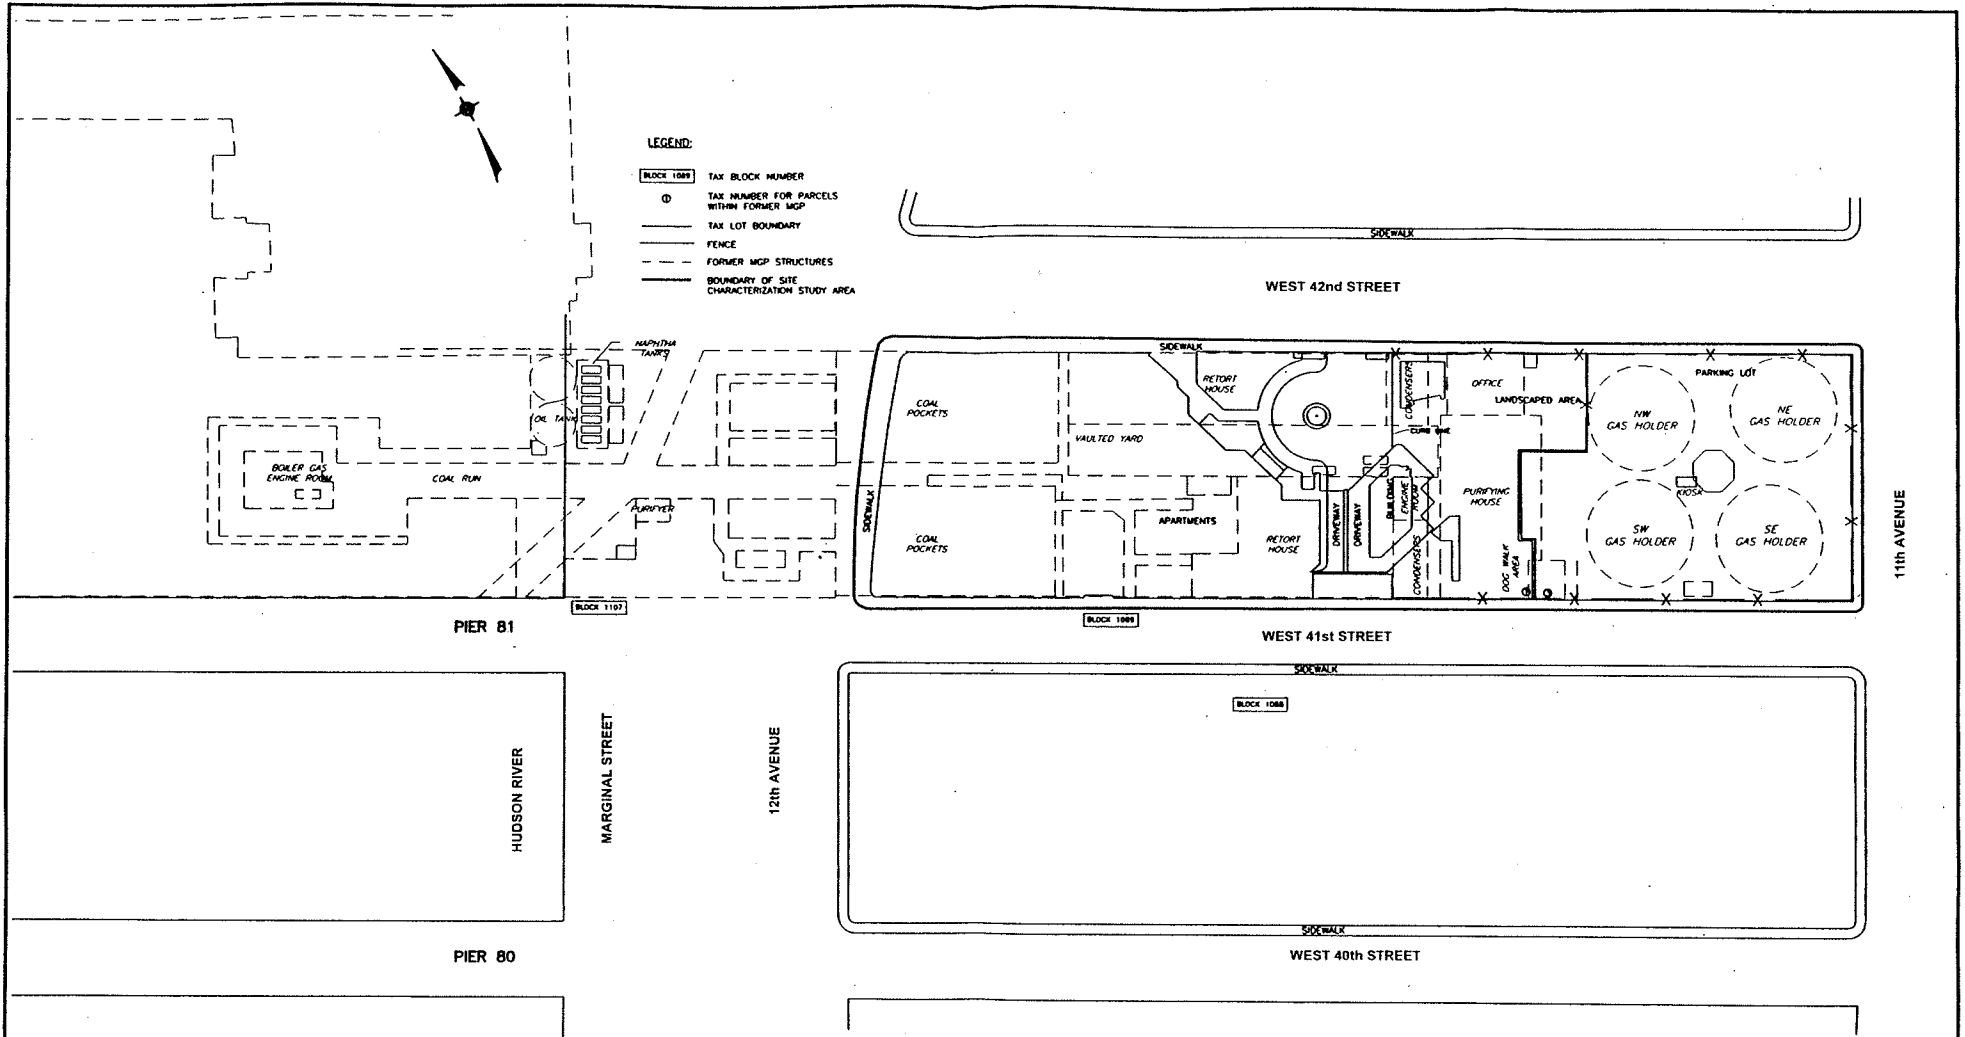 LEGEND:
BLOCK 1089 TAX BLOCK NUMBER
TAX NUMBER FOR PARCELS
WITHIN FORMER MGP
TAX LOT BOUNDARY
FENCE
FORMER MGP STRUCTURES
BOUNDARY OF SITE
CHARACTERIZATION STUDY AREA
SIDEWALK
WEST 42nd STREET
NAPHTHA
TANKS
OIL TANK
BOILER GAS
ENGINE ROOM
COAL RUN
PURIFYER
SIDEWALK
SIDEWALK
COAL
POCKETS
COAL
POCKETS
VAULTED YARD
APARTMENTS
RETORT
HOUSE
RETORT
HOUSE
DRIVEWAY
DRIVEWAY
BUILDING
ENGINE
ROOM
CONDENSERS
CONDENSERS
CURB LINE
OFFICE
LANDSCAPED AREA
PURIFYING
HOUSE
DOG WALK
AREA
PARKING LOT
NW
GAS HOLDER
NE
GAS HOLDER
KIOSK
SW
GAS HOLDER
SE
GAS HOLDER
11th AVENUE
BLOCK 1107
BLOCK 1089
PIER 81
WEST 41st STREET
SIDEWALK
BLOCK 1088
HUDSON RIVER
MARGINAL STREET
12th AVENUE
SIDEWALK
PIER 80
WEST 40th STREET